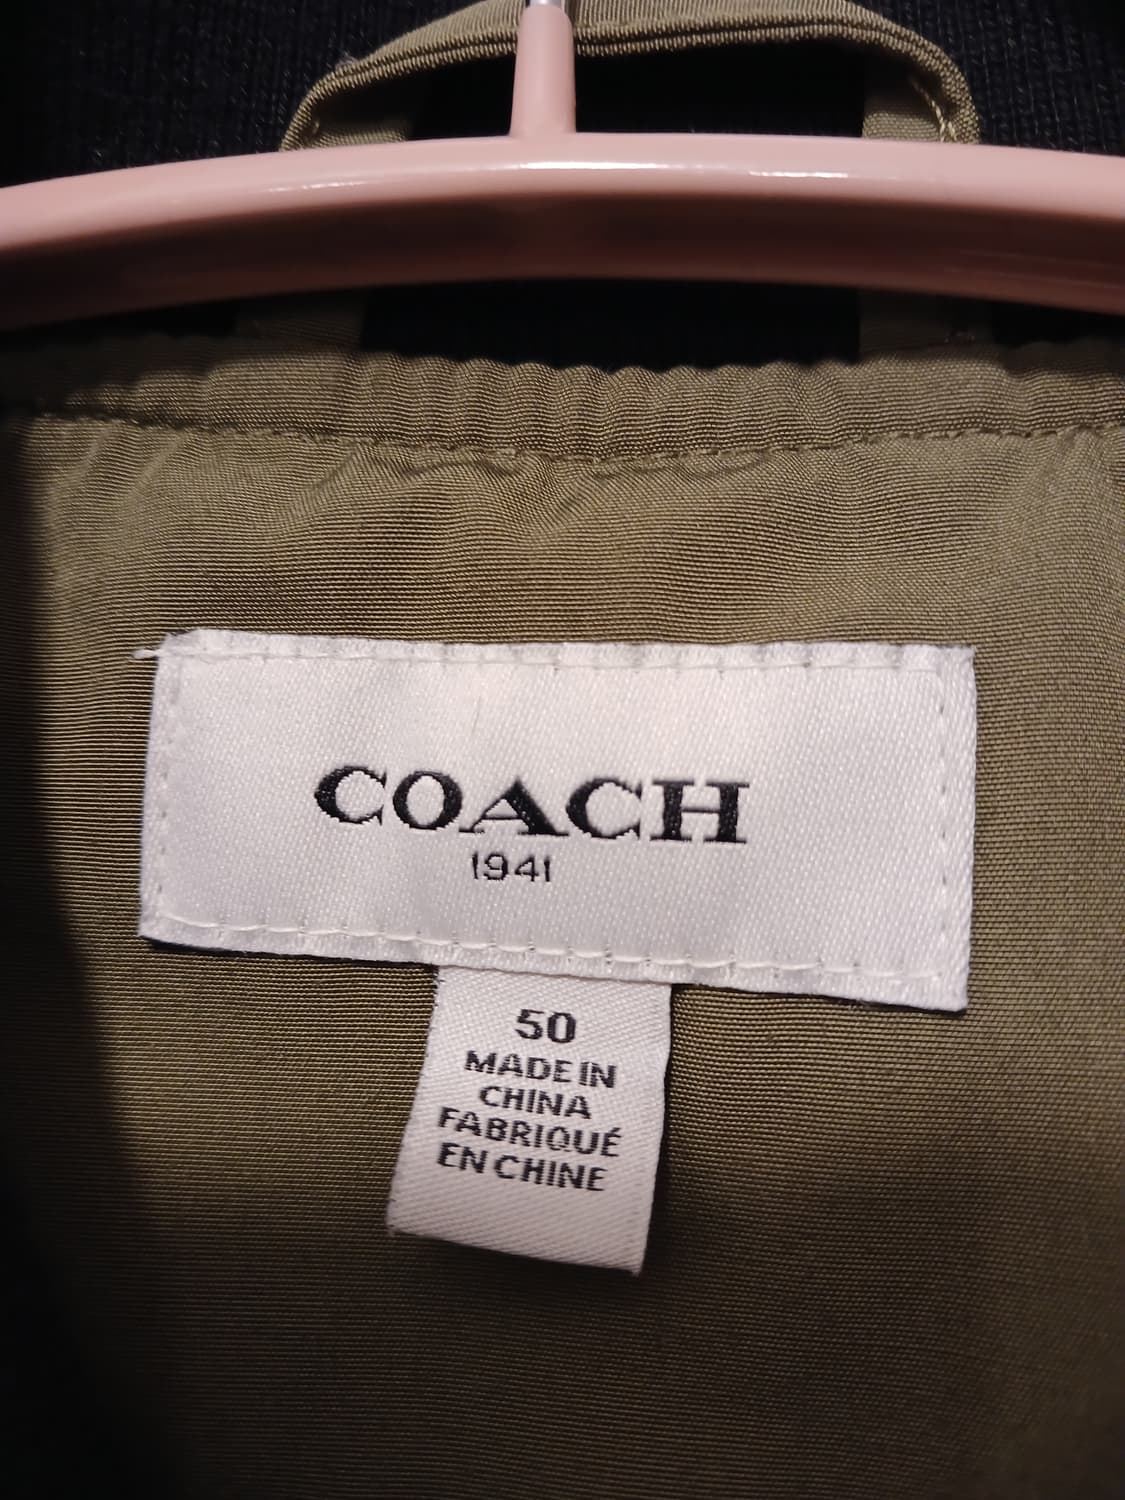 COACH
1941
50
MADE IN
CHINA
FABRIQUÉ
EN CHINE